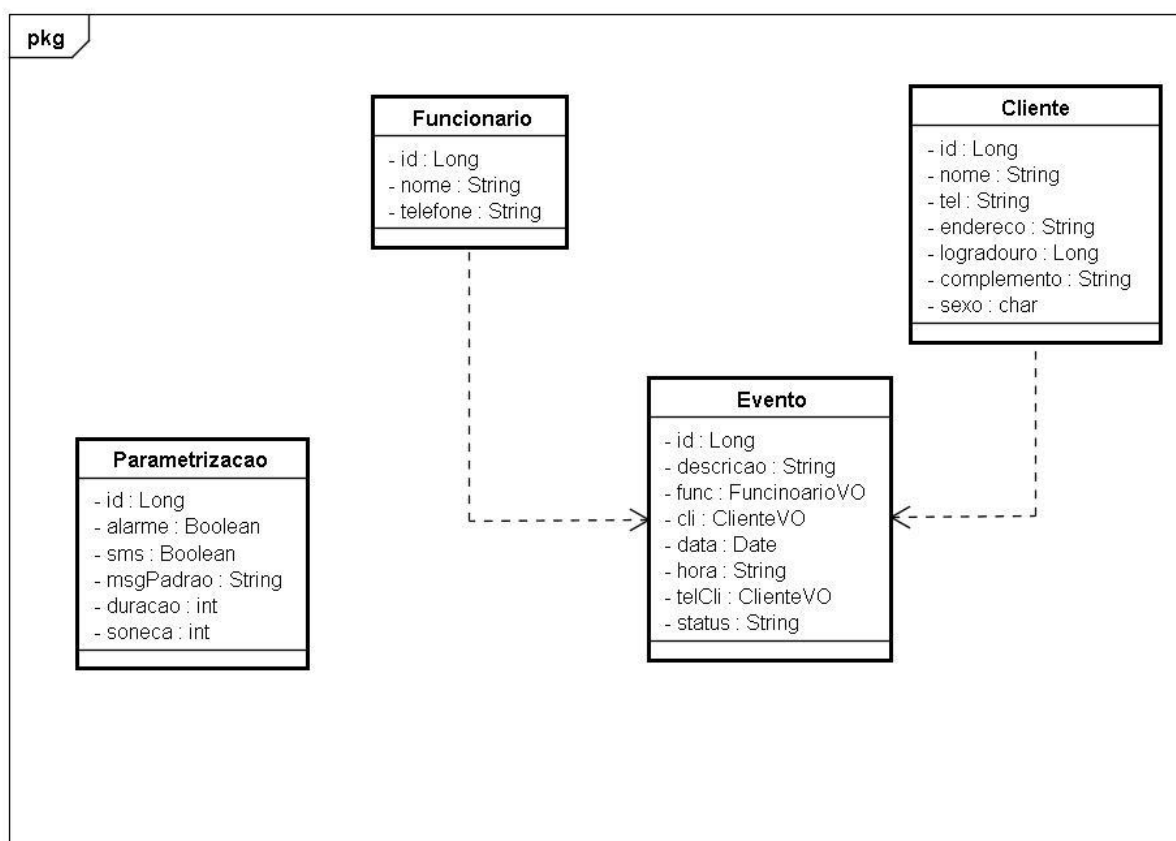 pkg
Funcionario
- id : Long
- nome : String
- telefone : String
Cliente
- id : Long
- nome : String
- tel : String
- endereco : String
- logradouro : Long
- complemento : String
- sexo : char
Parametrizacao
- id : Long
- alarme : Boolean
- sms : Boolean
- msgPadrao : String
- duracao : int
- soneca : int
Evento
- id : Long
- descricao : String
- func : FuncinoarioVO
- cli : ClienteVO
- data : Date
- hora : String
- telCli : ClienteVO
- status : String